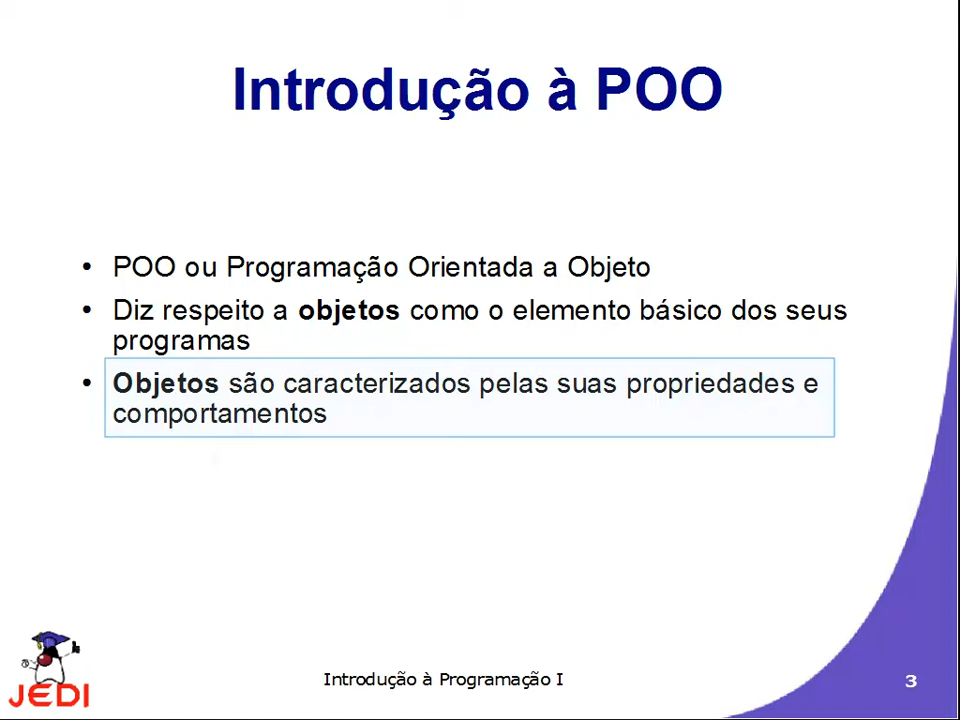 Introdução à POO
• POO ou Programação Orientada a Objeto
• Diz respeito a objetos como o elemento básico dos seus
programas
• Objetos são caracterizados pelas suas propriedades e
comportamentos
JEDI
Introdução à Programação I
3